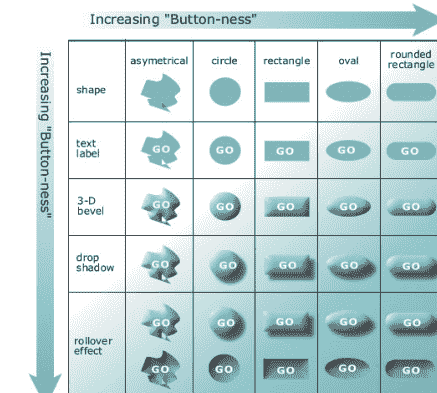 Increasing "Button-ness"
Increasing "Button-ness"
asymetrical circle rectangle oval rounded
rectangle
shape
text
label
GO GO GO GO GO
3-D
bevel
GO GO GO GO GO
drop
shadow
GO GO GO GO GO
rollover
effect
GO GO GO GO GO
GO GO GO GO GO